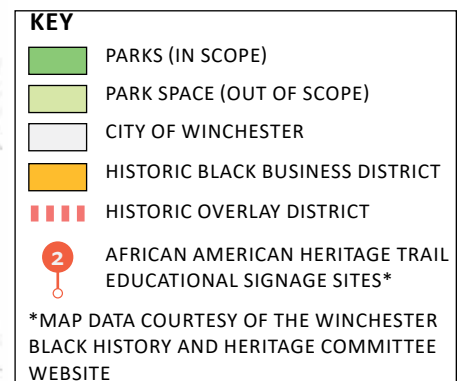 KEY
PARKS (IN SCOPE)
PARK SPACE (OUT OF SCOPE)
CITY OF WINCHESTER
HISTORIC BLACK BUSINESS DISTRICT
HISTORIC OVERLAY DISTRICT
2
AFRICAN AMERICAN HERITAGE TRAIL
EDUCATIONAL SIGNAGE SITES*
*MAP DATA COURTESY OF THE WINCHESTER
BLACK HISTORY AND HERITAGE COMMITTEE
WEBSITE